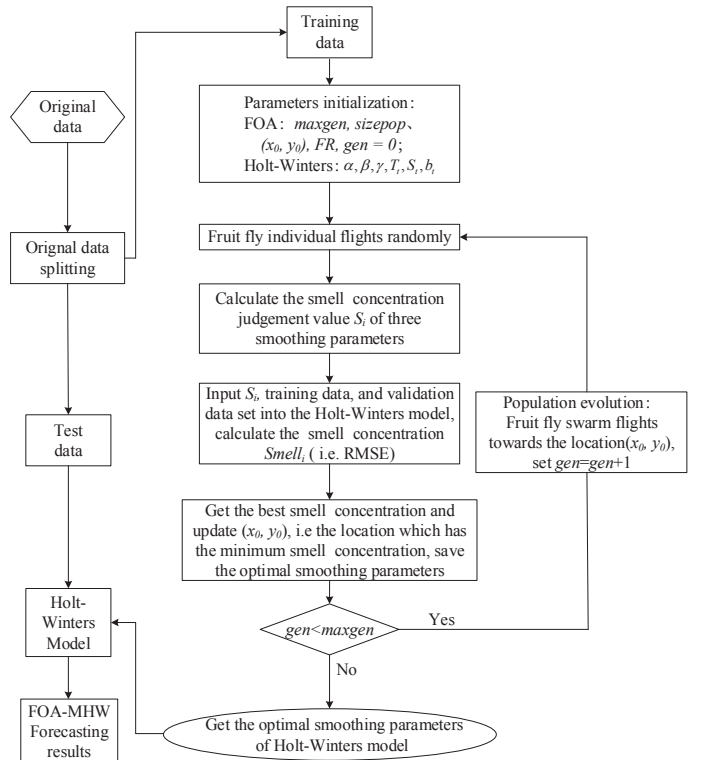 Training
data
Original
data
Parameters initialization:
FOA: maxgen, sizepop、
(x₀, y₀), FR, gen = 0;
Holt-Winters: α, β, γ, Tₜ, Sₜ, bₜ
Orignal data
splitting
Fruit fly individual flights randomly
Calculate the smell concentration
judgement value Sᵢ of three
smoothing parameters
Input Sᵢ, training data, and validation
data set into the Holt-Winters model,
calculate the smell concentration
Smellᵢ ( i.e. RMSE)
Population evolution:
Fruit fly swarm flights
towards the location(x₀, y₀),
set gen=gen+1
Test
data
Get the best smell concentration and
update (x₀, y₀), i.e the location which has
the minimum smell concentration, save
the optimal smoothing parameters
Holt-
Winters
Model
gen<maxgen
Yes
No
FOA-MHW
Forecasting
results
Get the optimal smoothing parameters
of Holt-Winters model